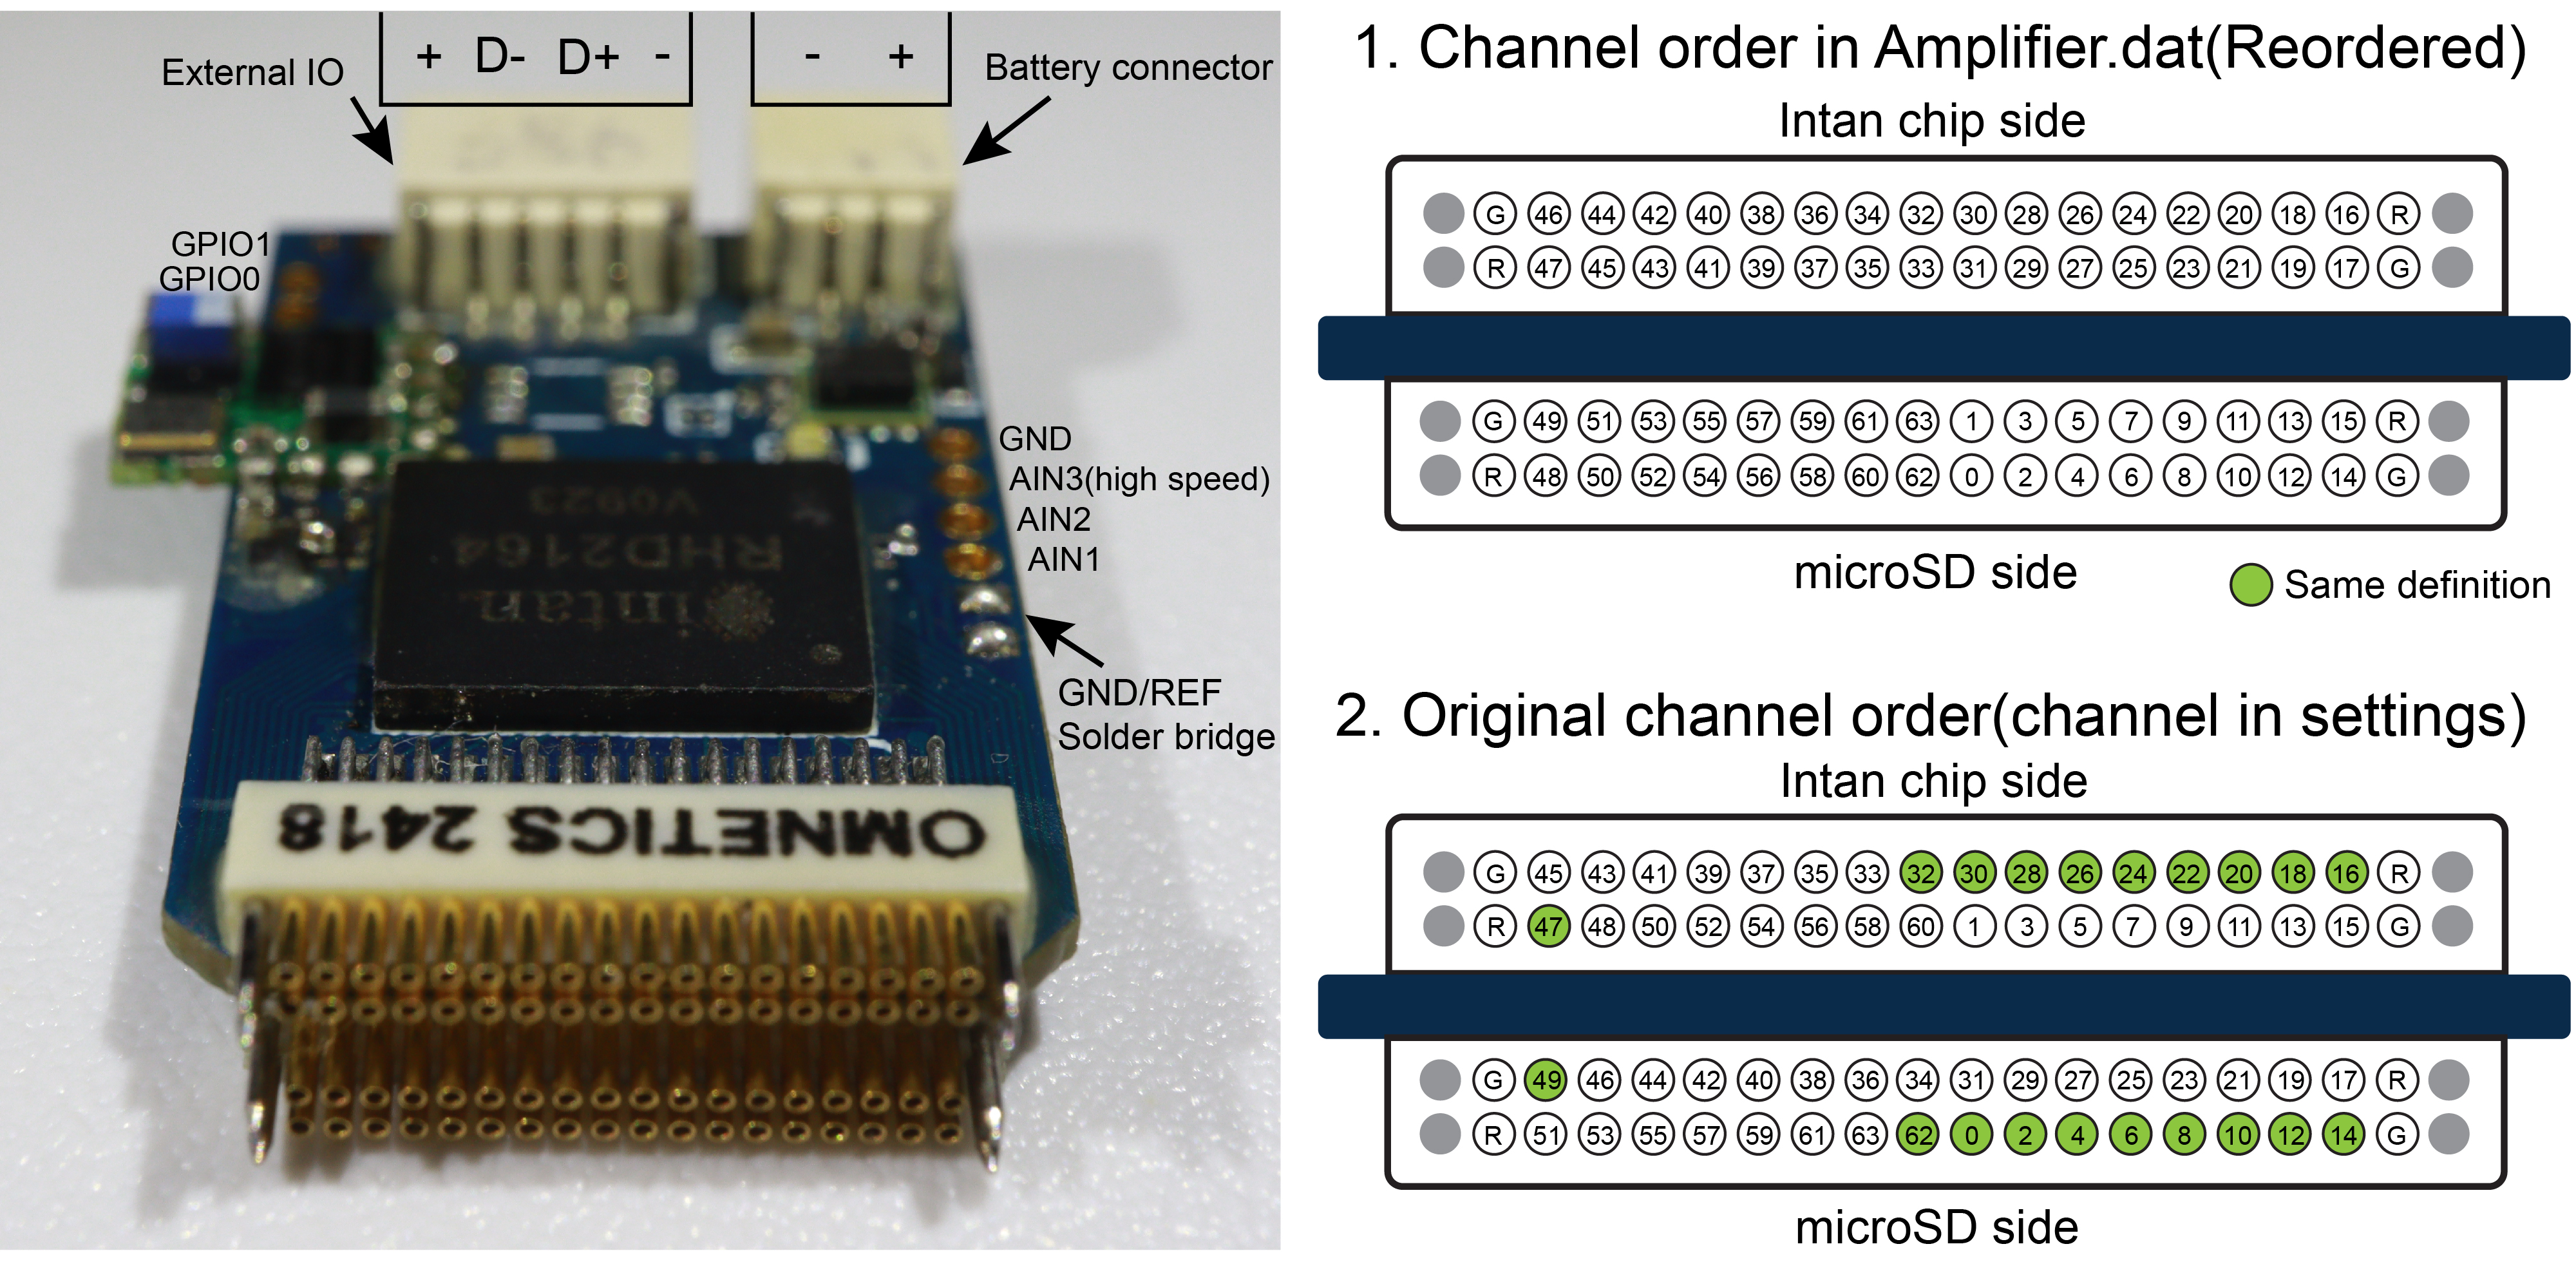 External IO
+ D- D+ -
- +
Battery connector
GPIO1
GPIO0
GND
AIN3(high speed)
AIN2
AIN1
V0923
RHD2164
intan
GND/REF
Solder bridge
OMNETICS 2418
1. Channel order in Amplifier.dat(Reordered)
Intan chip side
G 46 44 42 40 38 36 34 32 30 28 26 24 22 20 18 16 R
R 47 45 43 41 39 37 35 33 31 29 27 25 23 21 19 17 G
G 49 51 53 55 57 59 61 63 1 3 5 7 9 11 13 15 R
R 48 50 52 54 56 58 60 62 0 2 4 6 8 10 12 14 G
microSD side
Same definition
2. Original channel order(channel in settings)
Intan chip side
G 45 43 41 39 37 35 33 32 30 28 26 24 22 20 18 16 R
R 47 48 50 52 54 56 58 60 1 3 5 7 9 11 13 15 G
G 49 46 44 42 40 38 36 34 31 29 27 25 23 21 19 17 R
R 51 53 55 57 59 61 63 62 0 2 4 6 8 10 12 14 G
microSD side